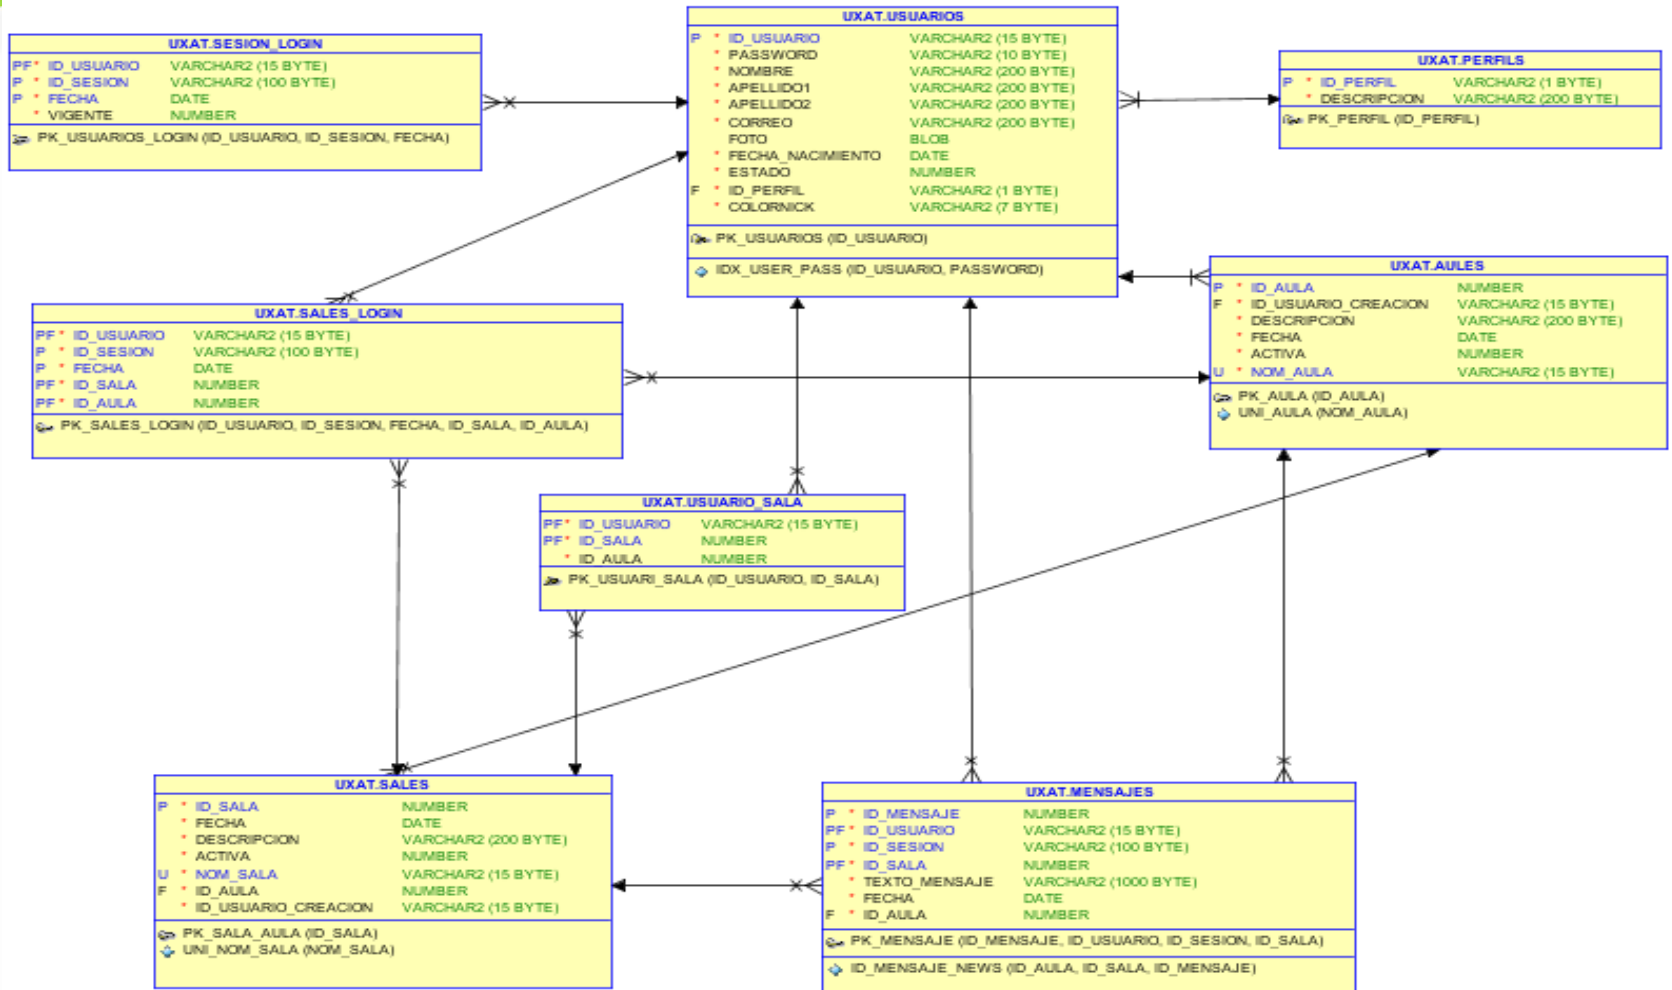 UXAT.SESION_LOGIN
PF* ID_USUARIO VARCHAR2 (15 BYTE)
P * ID_SESION VARCHAR2 (100 BYTE)
P * FECHA DATE
* VIGENTE NUMBER
PK_USUARIOS_LOGIN (ID_USUARIO, ID_SESION, FECHA)
UXAT.USUARIOS
P * ID_USUARIO VARCHAR2 (15 BYTE)
* PASSWORD VARCHAR2 (10 BYTE)
* NOMBRE VARCHAR2 (200 BYTE)
* APELLIDO1 VARCHAR2 (200 BYTE)
* APELLIDO2 VARCHAR2 (200 BYTE)
* CORREO VARCHAR2 (200 BYTE)
FOTO BLOB
* FECHA_NACIMIENTO DATE
* ESTADO NUMBER
F * ID_PERFIL VARCHAR2 (1 BYTE)
* COLORNICK VARCHAR2 (7 BYTE)
PK_USUARIOS (ID_USUARIO)
IDX_USER_PASS (ID_USUARIO, PASSWORD)
UXAT.PERFILS
P * ID_PERFIL VARCHAR2 (1 BYTE)
* DESCRIPCION VARCHAR2 (200 BYTE)
PK_PERFIL (ID_PERFIL)
UXAT.AULES
P * ID_AULA NUMBER
F * ID_USUARIO_CREACION VARCHAR2 (15 BYTE)
* DESCRIPCION VARCHAR2 (200 BYTE)
* FECHA DATE
* ACTIVA NUMBER
U * NOM_AULA VARCHAR2 (15 BYTE)
PK_AULA (ID_AULA)
UNI_AULA (NOM_AULA)
UXAT.SALES_LOGIN
PF* ID_USUARIO VARCHAR2 (15 BYTE)
P * ID_SESION VARCHAR2 (100 BYTE)
P * FECHA DATE
PF* ID_SALA NUMBER
PF* ID_AULA NUMBER
PK_SALES_LOGIN (ID_USUARIO, ID_SESION, FECHA, ID_SALA, ID_AULA)
UXAT.USUARIO_SALA
PF* ID_USUARIO VARCHAR2 (15 BYTE)
PF* ID_SALA NUMBER
* ID_AULA NUMBER
PK_USUARI_SALA (ID_USUARIO, ID_SALA)
UXAT.SALES
P * ID_SALA NUMBER
* FECHA DATE
* DESCRIPCION VARCHAR2 (200 BYTE)
* ACTIVA NUMBER
U * NOM_SALA VARCHAR2 (15 BYTE)
F * ID_AULA NUMBER
* ID_USUARIO_CREACION VARCHAR2 (15 BYTE)
PK_SALA_AULA (ID_SALA)
UNI_NOM_SALA (NOM_SALA)
UXAT.MENSAJES
P * ID_MENSAJE NUMBER
PF* ID_USUARIO VARCHAR2 (15 BYTE)
P * ID_SESION VARCHAR2 (100 BYTE)
PF* ID_SALA NUMBER
* TEXTO_MENSAJE VARCHAR2 (1000 BYTE)
* FECHA DATE
F * ID_AULA NUMBER
PK_MENSAJE (ID_MENSAJE, ID_USUARIO, ID_SESION, ID_SALA)
ID_MENSAJE_NEWS (ID_AULA, ID_SALA, ID_MENSAJE)